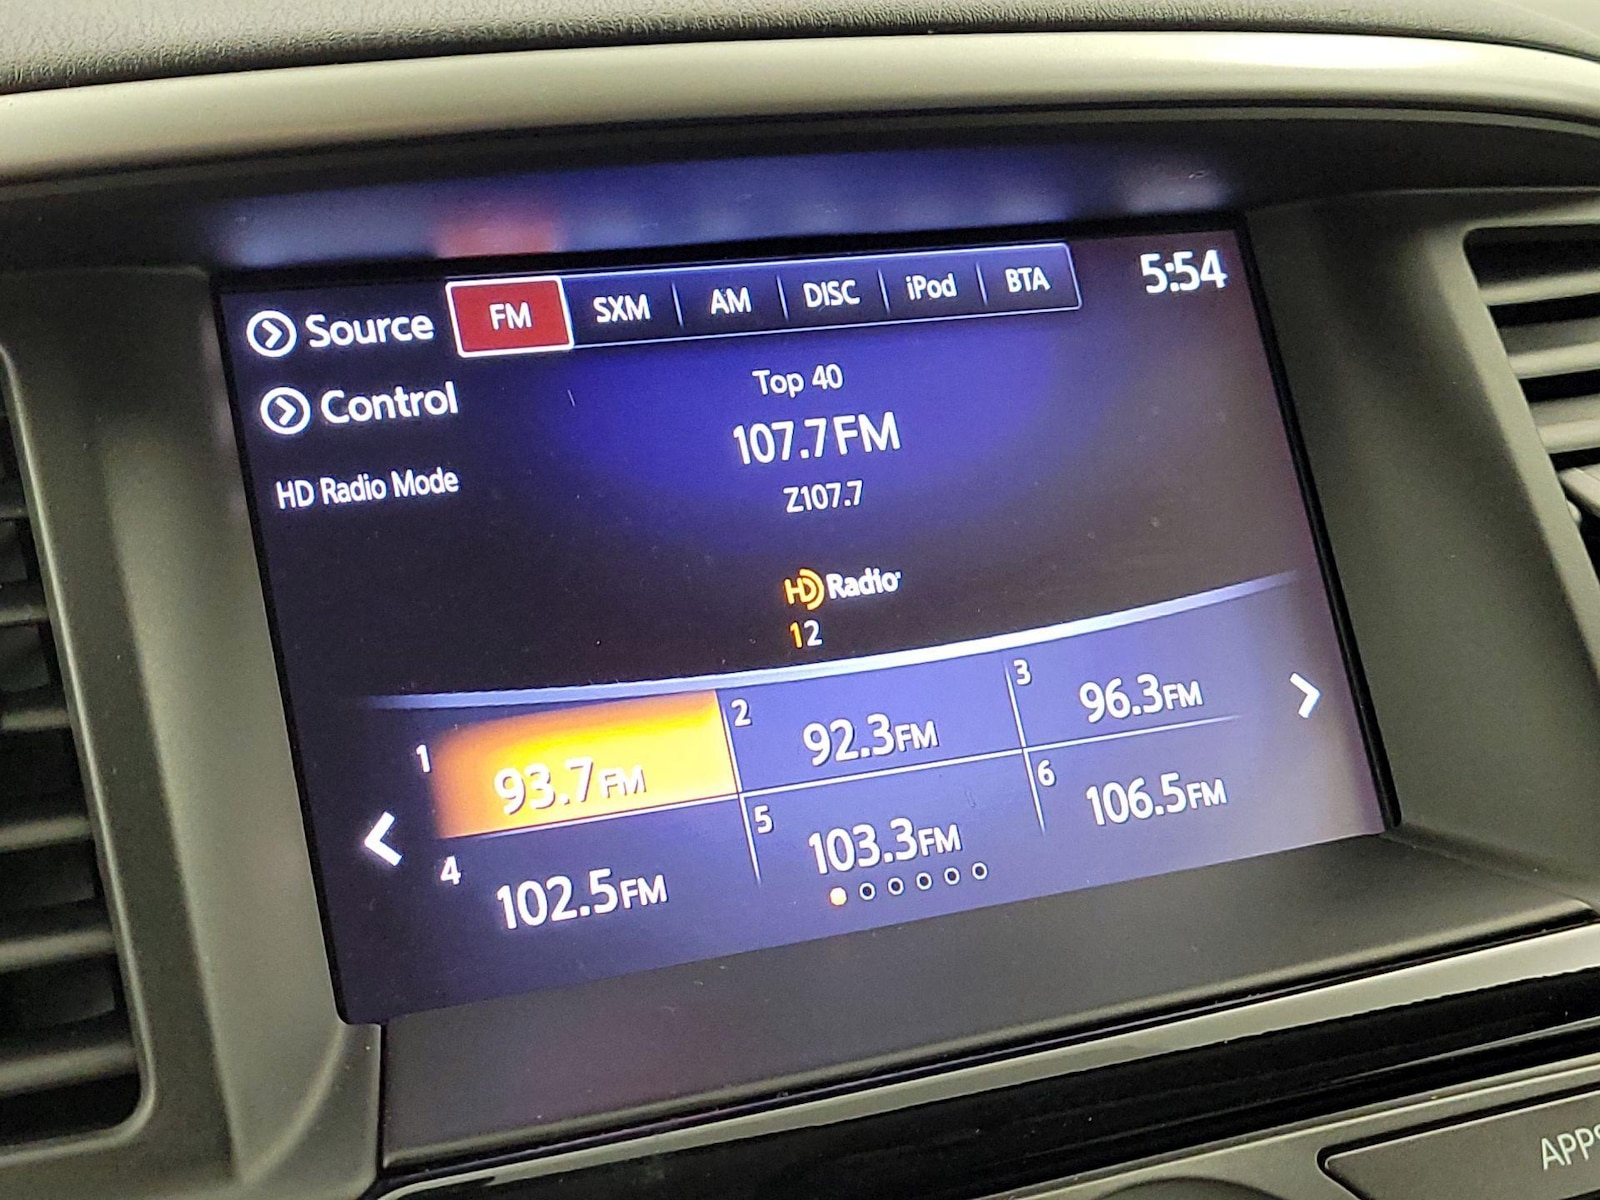 Source FM SXM AM DISC iPod BTA 5:54
Control
Top 40
107.7FM
HD Radio Mode
Z107.7
HD Radio
12
1 93.7FM 2 92.3FM 3 96.3FM
4 102.5FM 5 103.3FM 6 106.5FM
APPS